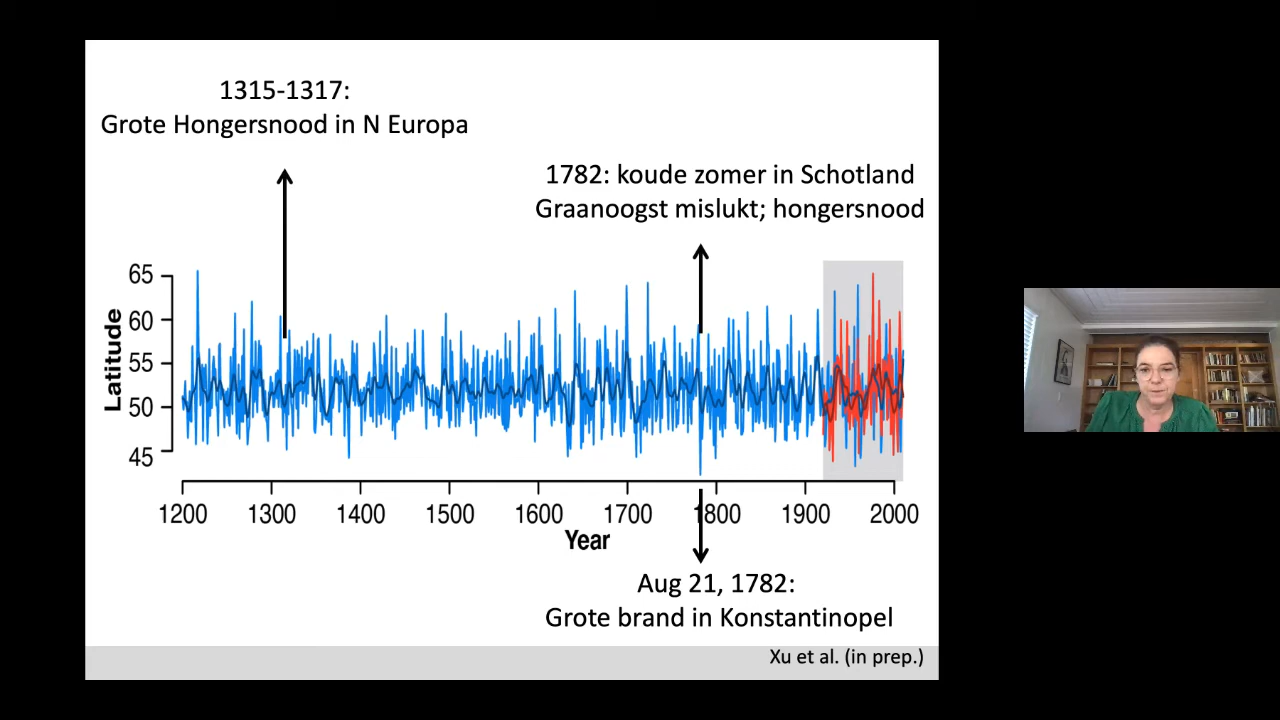 1315-1317:
Grote Hongersnood in N Europa
1782: koude zomer in Schotland
Graanoogst mislukt; hongersnood
65
60
55
50
45
Latitude
1200 1300 1400 1500 1600 1700 1800 1900 2000
Year
Aug 21, 1782:
Grote brand in Konstantinopel
Xu et al. (in prep.)